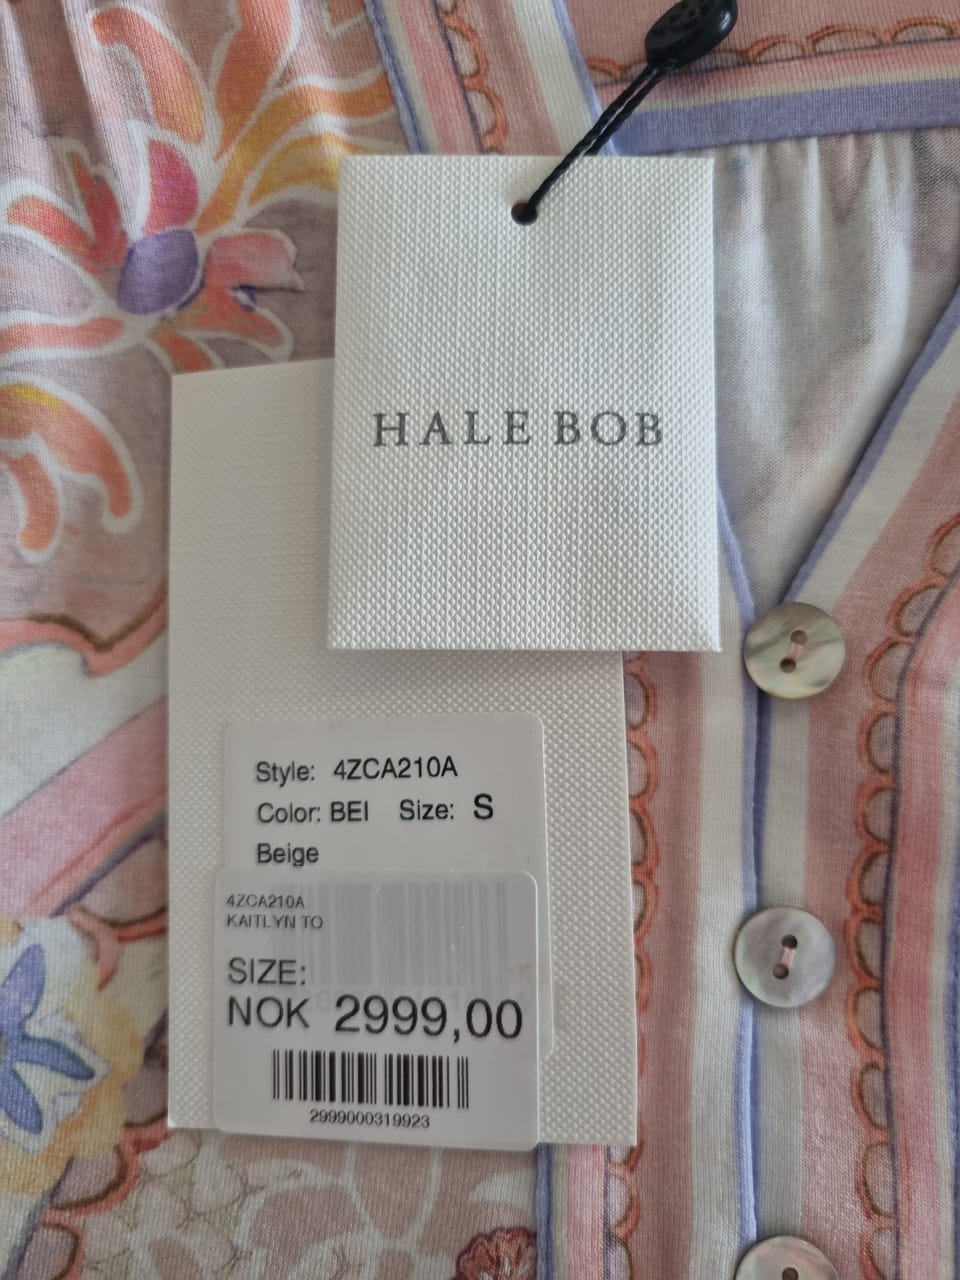 HALE BOB
Style: 4ZCA210A
Color: BEI Size: S
Beige
4ZCA210A
KAITLYN TO
SIZE:
NOK 2999,00
2999000319923